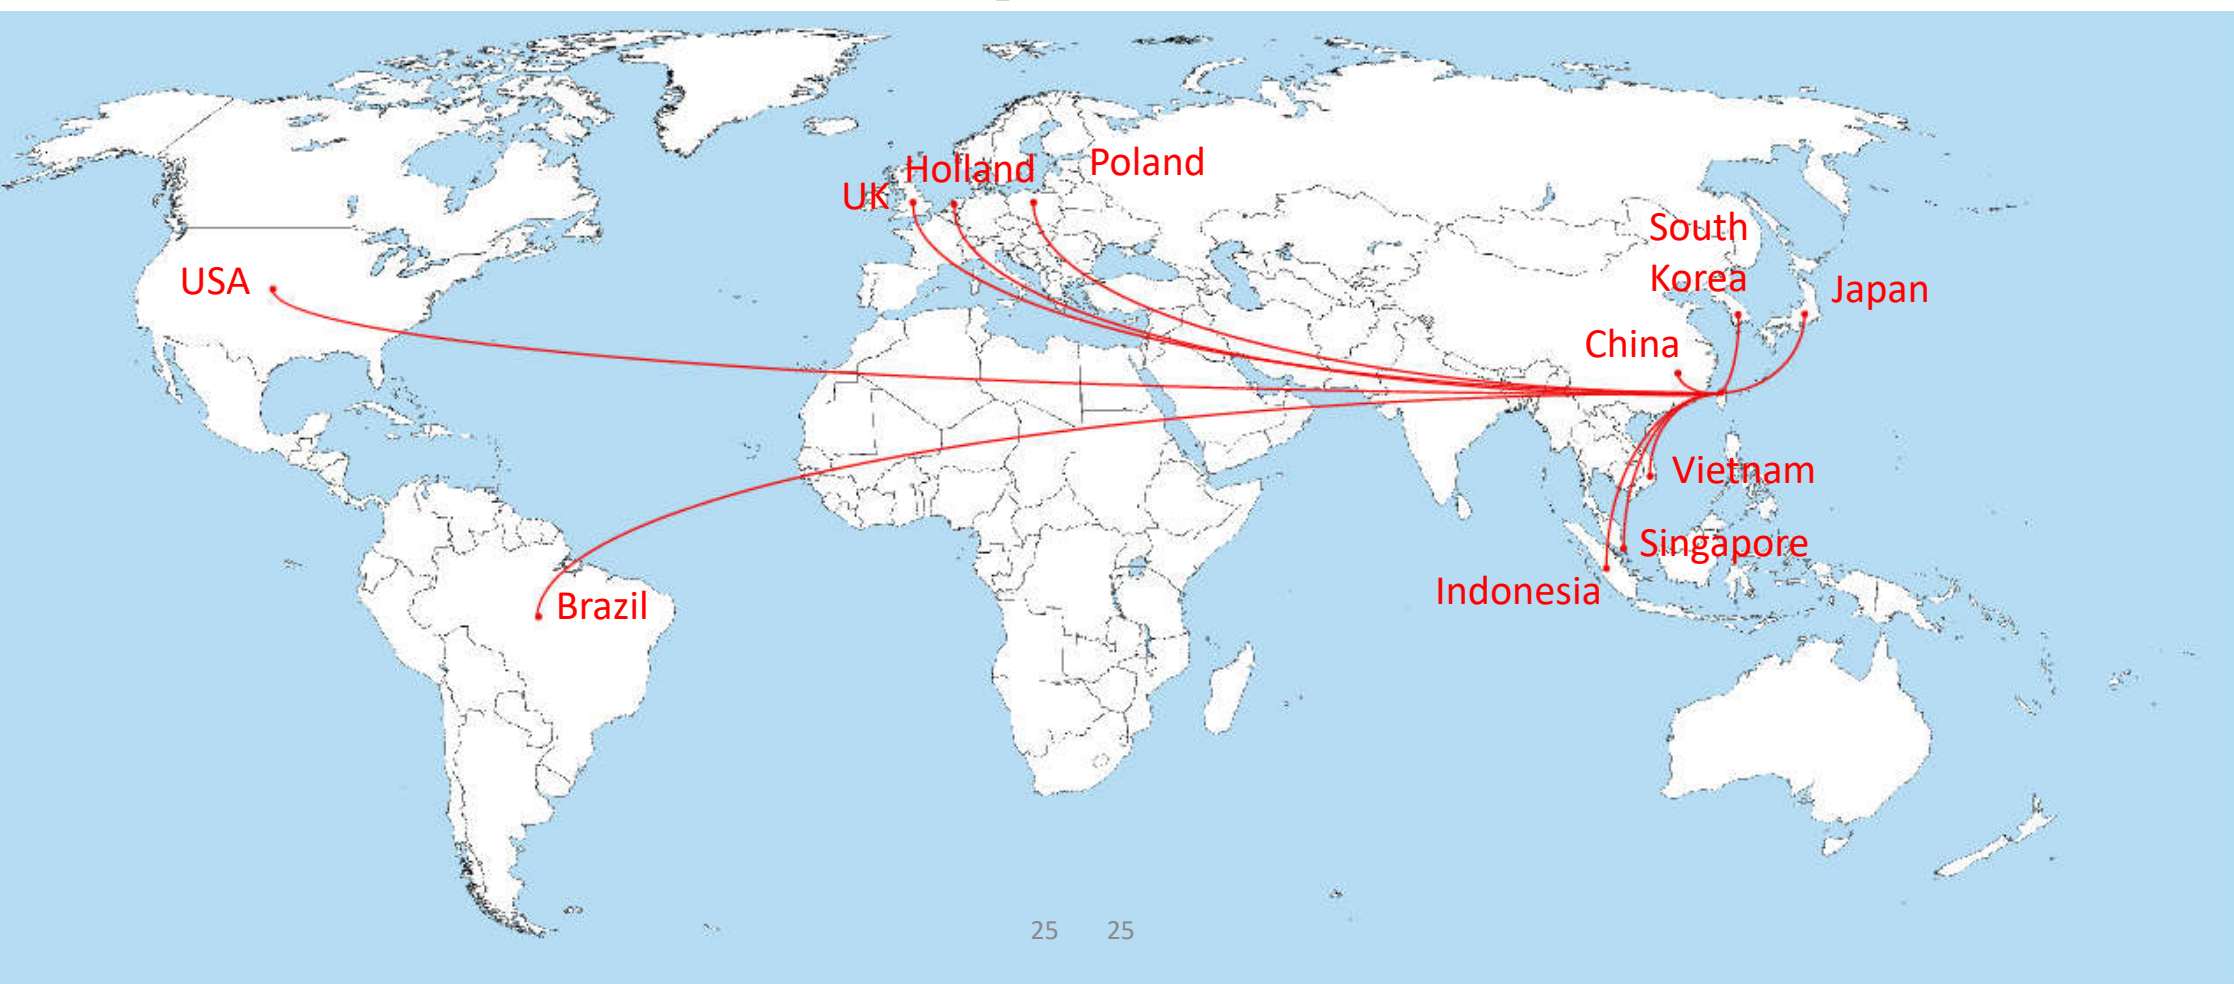 Holland
Poland
UK
South
Korea
USA
Japan
China
Vietnam
Singapore
Indonesia
Brazil
25 25